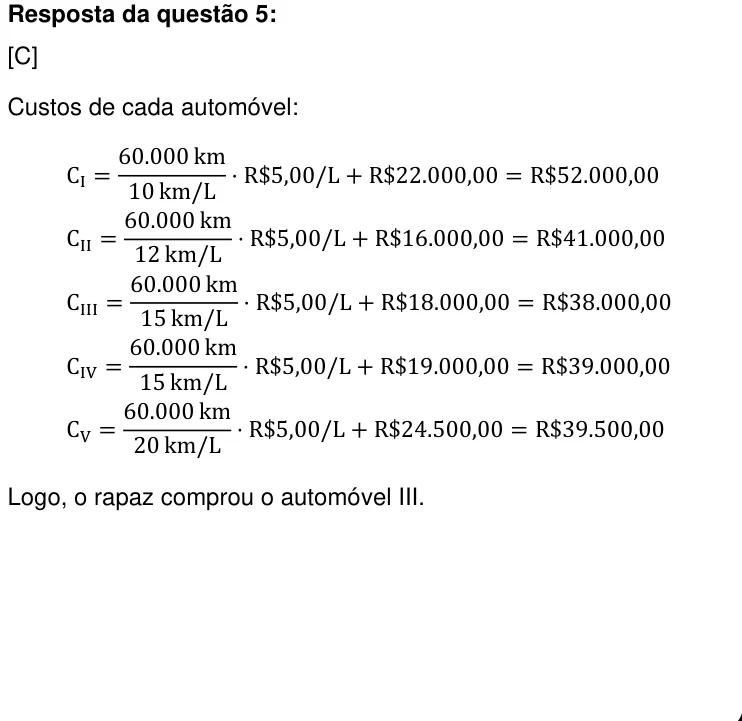 Resposta da questão 5:
[C]
Custos de cada automóvel:
C_I = 60.000 km / 10 km/L · R$5,00/L + R$22.000,00 = R$52.000,00
C_II = 60.000 km / 12 km/L · R$5,00/L + R$16.000,00 = R$41.000,00
C_III = 60.000 km / 15 km/L · R$5,00/L + R$18.000,00 = R$38.000,00
C_IV = 60.000 km / 15 km/L · R$5,00/L + R$19.000,00 = R$39.000,00
C_V = 60.000 km / 20 km/L · R$5,00/L + R$24.500,00 = R$39.500,00
Logo, o rapaz comprou o automóvel III.